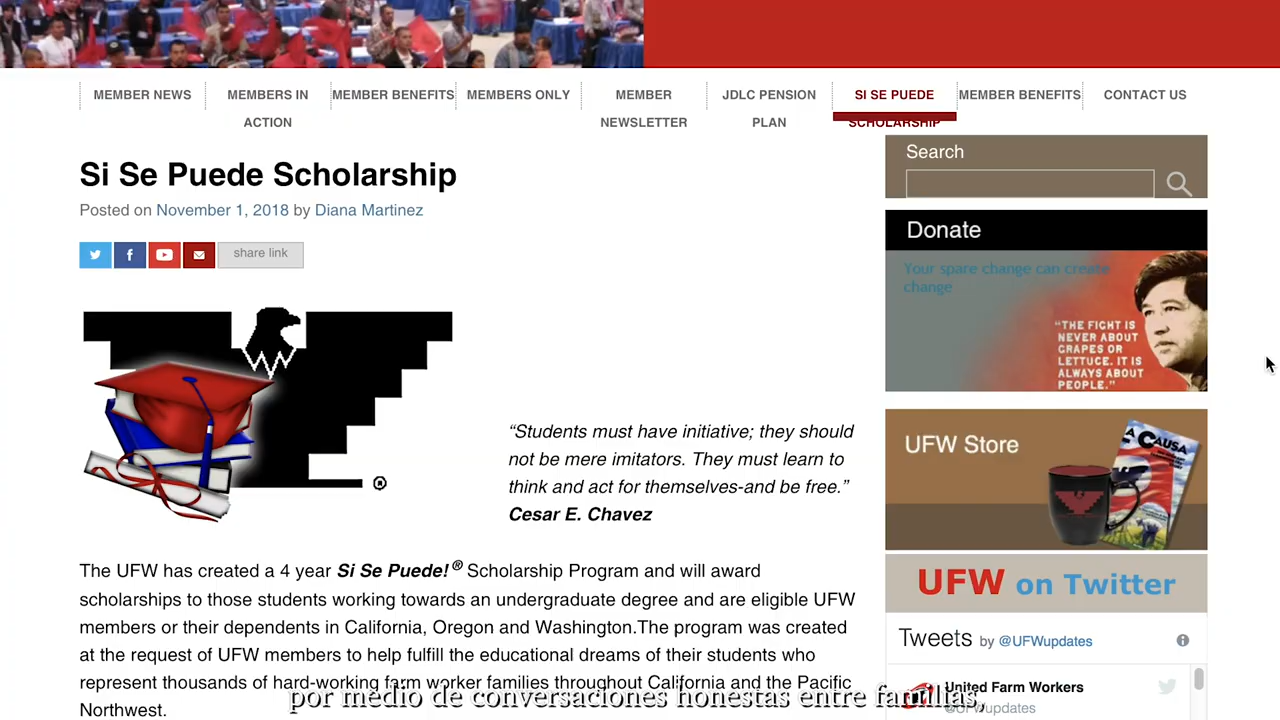 MEMBER NEWS
MEMBERS IN
ACTION
MEMBER BENEFITS
MEMBERS ONLY
MEMBER
NEWSLETTER
JDLC PENSION
PLAN
SI SE PUEDE
SCHOLARSHIP
MEMBER BENEFITS
CONTACT US
Si Se Puede Scholarship
Posted on November 1, 2018 by Diana Martinez
share link
®
“Students must have initiative; they should
not be mere imitators. They must learn to
think and act for themselves-and be free.”
Cesar E. Chavez
The UFW has created a 4 year Si Se Puede!® Scholarship Program and will award
scholarships to those students working towards an undergraduate degree and are eligible UFW
members or their dependents in California, Oregon and Washington.The program was created
at the request of UFW members to help fulfill the educational dreams of their students who
represent thousands of hard-working farm worker families throughout California and the Pacific
Northwest.
Search
Donate
Your spare change can create
change
“THE FIGHT IS
NEVER ABOUT
GRAPES OR
LETTUCE. IT IS
ALWAYS ABOUT
PEOPLE.”
UFW Store
A CAUSA
UFW on Twitter
Tweets by @UFWupdates
United Farm Workers
@UFWupdates
por medio de conversaciones honestas entre familias,